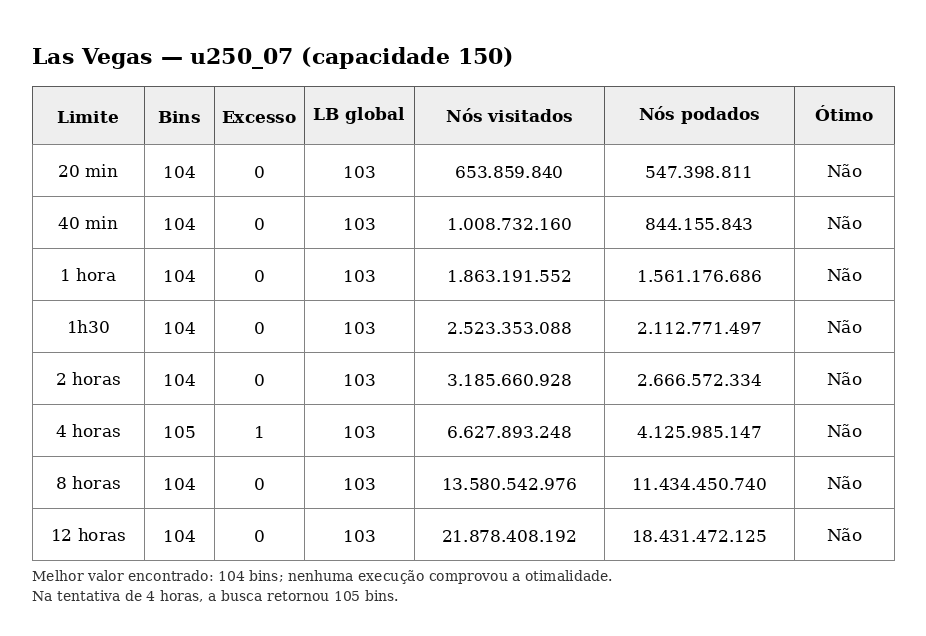 Las Vegas — u250_07 (capacidade 150)
Limite Bins Excesso LB global Nós visitados Nós podados Ótimo
20 min 104 0 103 653.859.840 547.398.811 Não
40 min 104 0 103 1.008.732.160 844.155.843 Não
1 hora 104 0 103 1.863.191.552 1.561.176.686 Não
1h30 104 0 103 2.523.353.088 2.112.771.497 Não
2 horas 104 0 103 3.185.660.928 2.666.572.334 Não
4 horas 105 1 103 6.627.893.248 4.125.985.147 Não
8 horas 104 0 103 13.580.542.976 11.434.450.740 Não
12 horas 104 0 103 21.878.408.192 18.431.472.125 Não
Melhor valor encontrado: 104 bins; nenhuma execução comprovou a otimalidade.
Na tentativa de 4 horas, a busca retornou 105 bins.